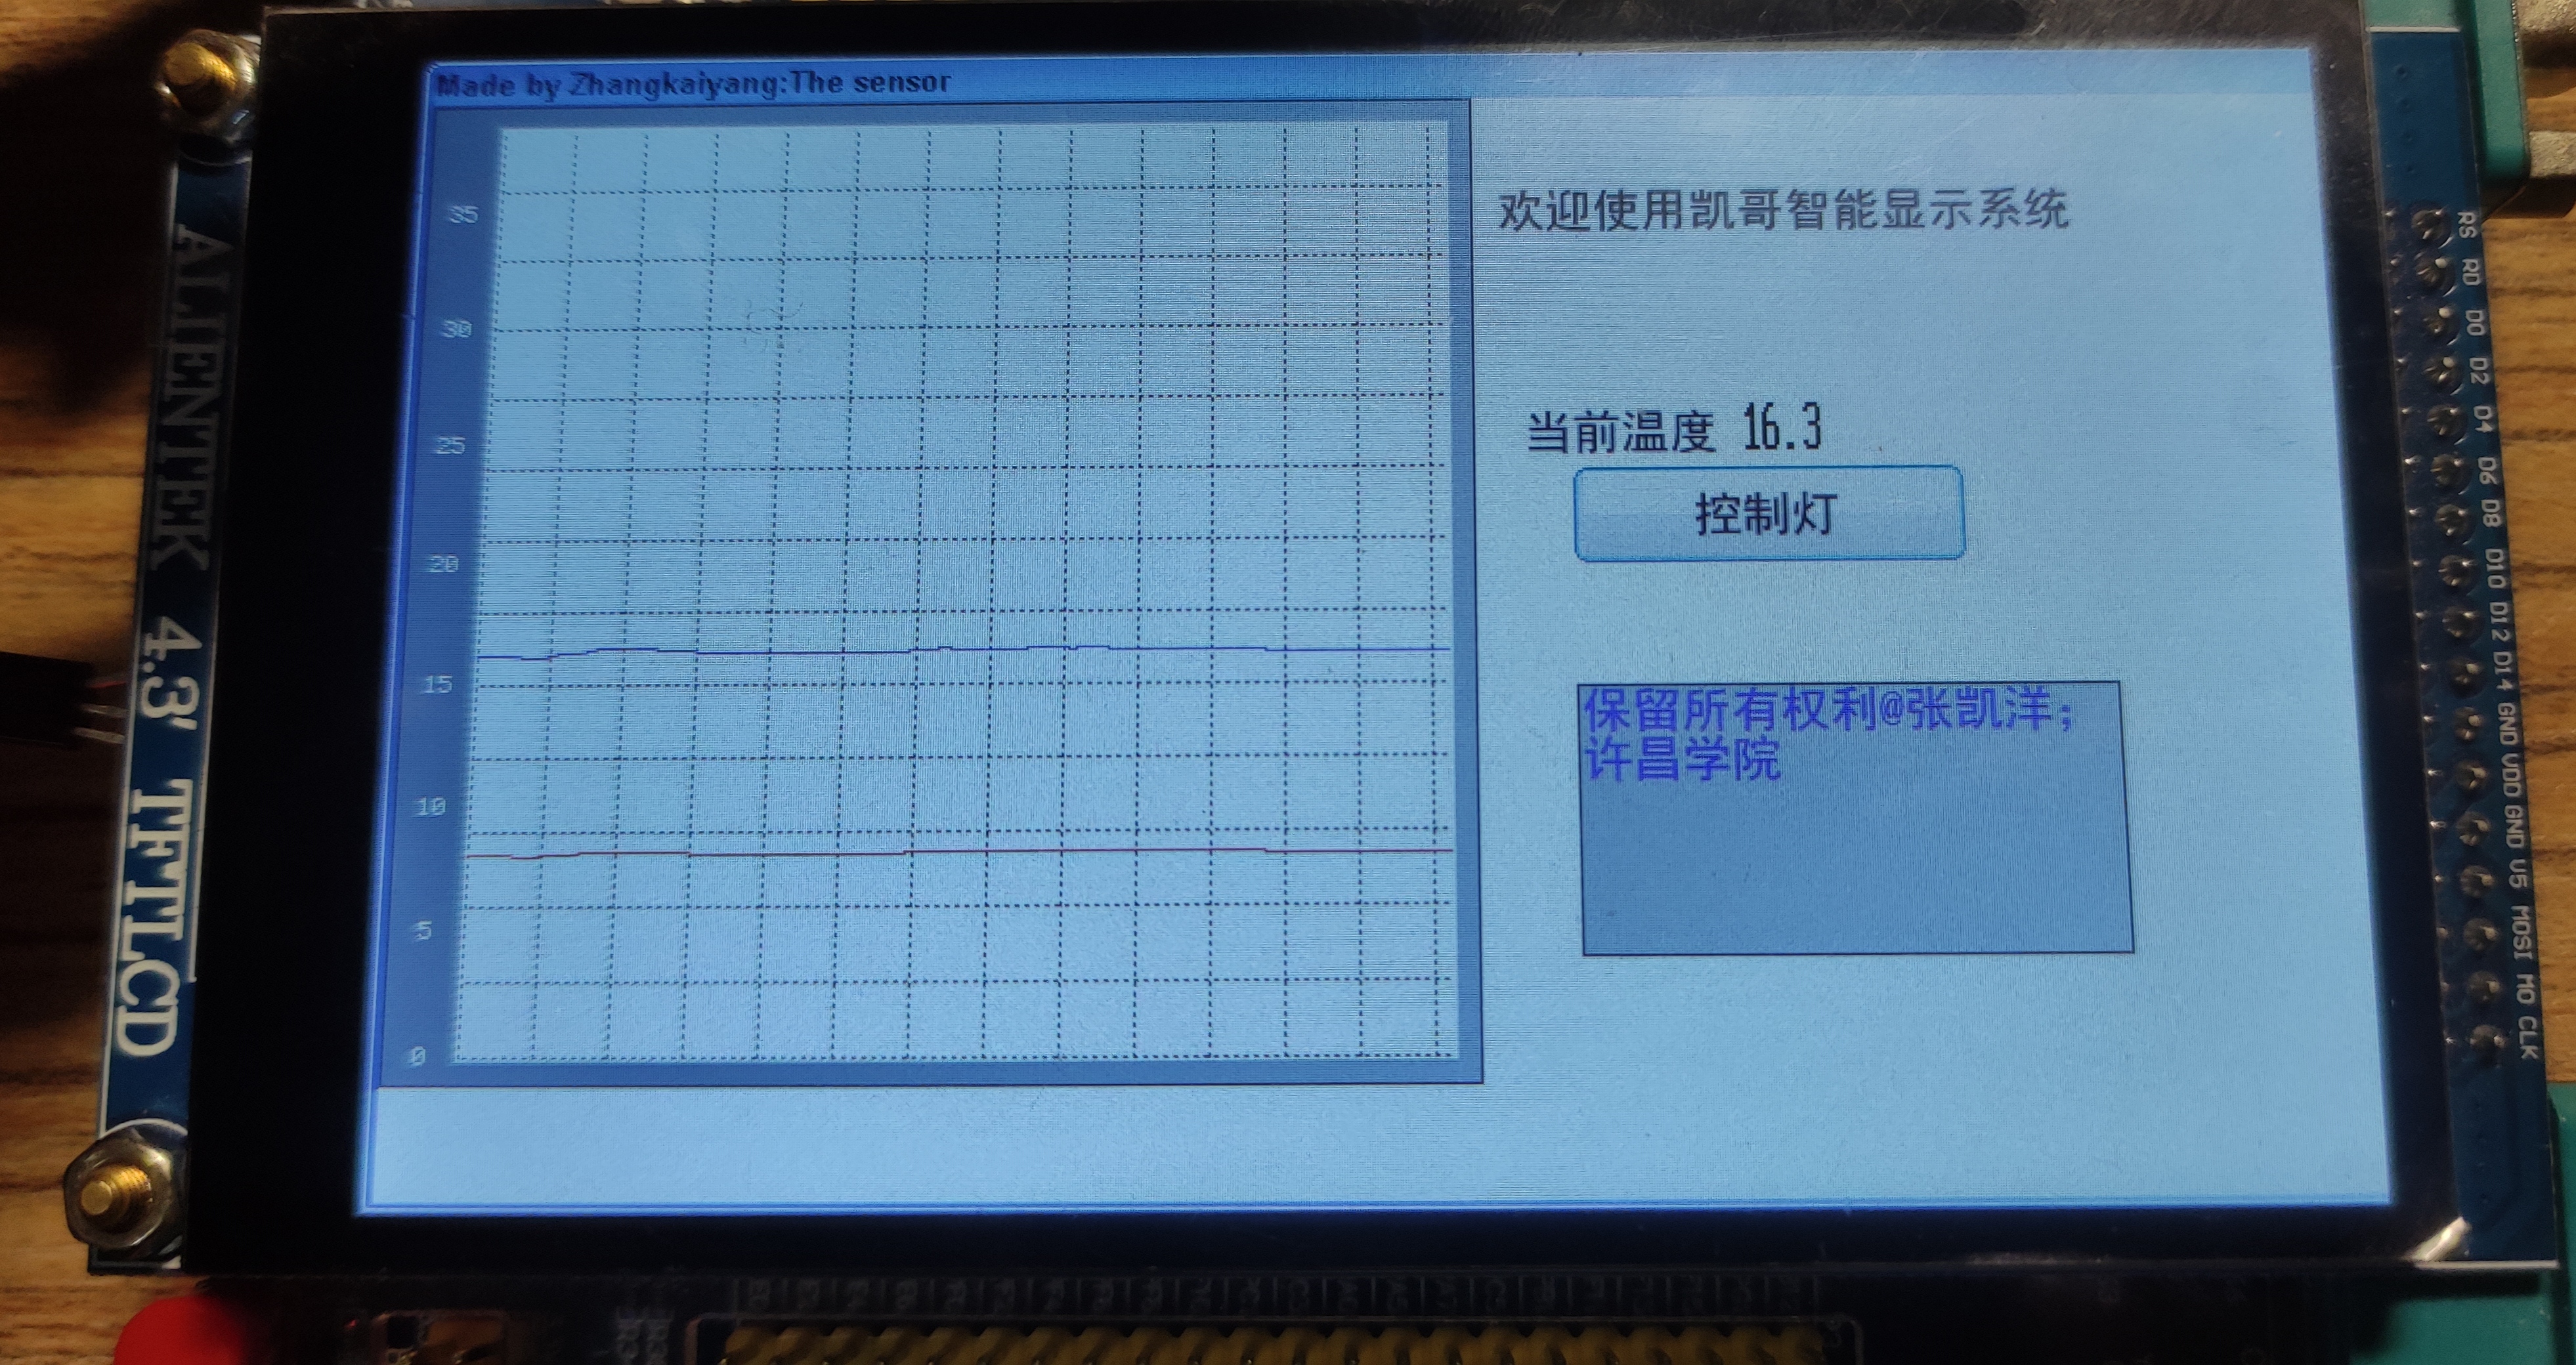 Made by Zhangkaiyang:The sensor
35
30
25
20
15
10
5
0
欢迎使用凯哥智能显示系统
当前温度 16.3
控制灯
保留所有权利@张凯洋;
许昌学院
ALIENTEK 4.3' TFTLCD
RS RD D0 D2 D4 D6 D8 D10 D12 D14 GND VDD GND V5 MOSI MO CLK